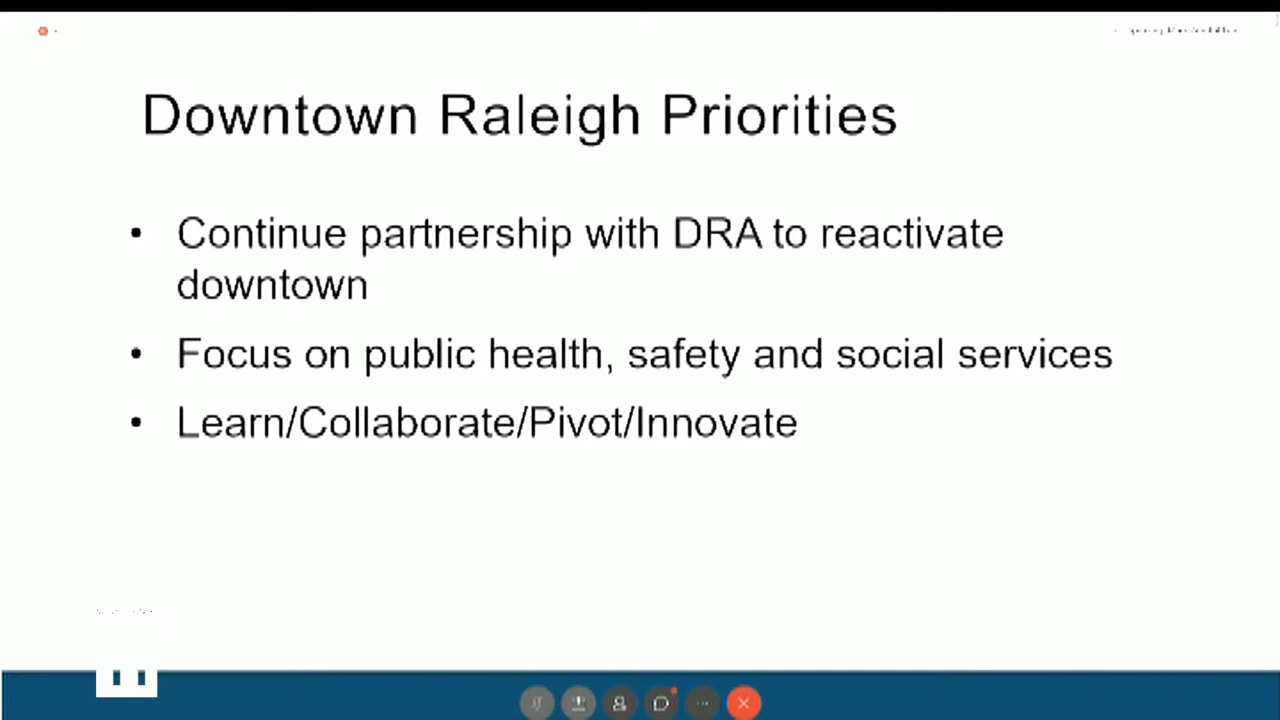 Downtown Raleigh Priorities
• Continue partnership with DRA to reactivate
downtown
• Focus on public health, safety and social services
• Learn/Collaborate/Pivot/Innovate